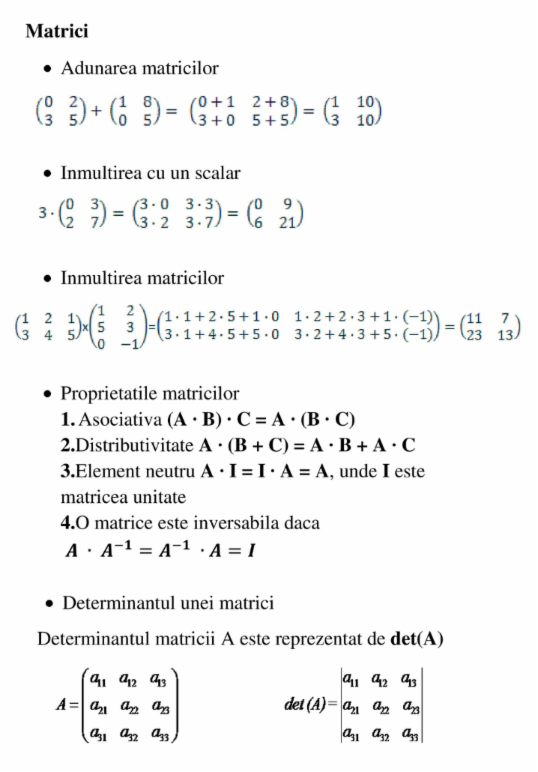 Matrici
• Adunarea matricilor
(0 2
3 5) + (1 8
0 5) = (0 + 1 2 + 8
3 + 0 5 + 5) = (1 10
3 10)
• Inmultirea cu un scalar
3 · (0 3
2 7) = (3 · 0 3 · 3
3 · 2 3 · 7) = (0 9
6 21)
• Inmultirea matricilor
(1 2 1
3 4 5) x (1 2
5 3
0 −1) = (1 · 1 + 2 · 5 + 1 · 0 1 · 2 + 2 · 3 + 1 · (−1)
3 · 1 + 4 · 5 + 5 · 0 3 · 2 + 4 · 3 + 5 · (−1)) = (11 7
23 13)
• Proprietatile matricilor
1. Asociativa (A · B) · C = A · (B · C)
2.Distributivitate A · (B + C) = A · B + A · C
3.Element neutru A · I = I · A = A, unde I este
matricea unitate
4.O matrice este inversabila daca
A · A⁻¹ = A⁻¹ · A = I
• Determinantul unei matrici
Determinantul matricii A este reprezentat de det(A)
A = (a₁₁ a₁₂ a₁₃
a₂₁ a₂₂ a₂₃
a₃₁ a₃₂ a₃₃)
det (A) = |a₁₁ a₁₂ a₁₃
a₂₁ a₂₂ a₂₃
a₃₁ a₃₂ a₃₃|